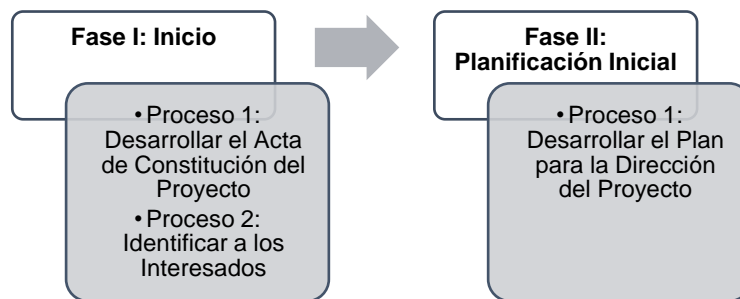 Fase I: Inicio
•Proceso 1:
Desarrollar el Acta
de Constitución del
Proyecto
•Proceso 2:
Identificar a los
Interesados
Fase II:
Planificación Inicial
•Proceso 1:
Desarrollar el Plan
para la Dirección
del Proyecto